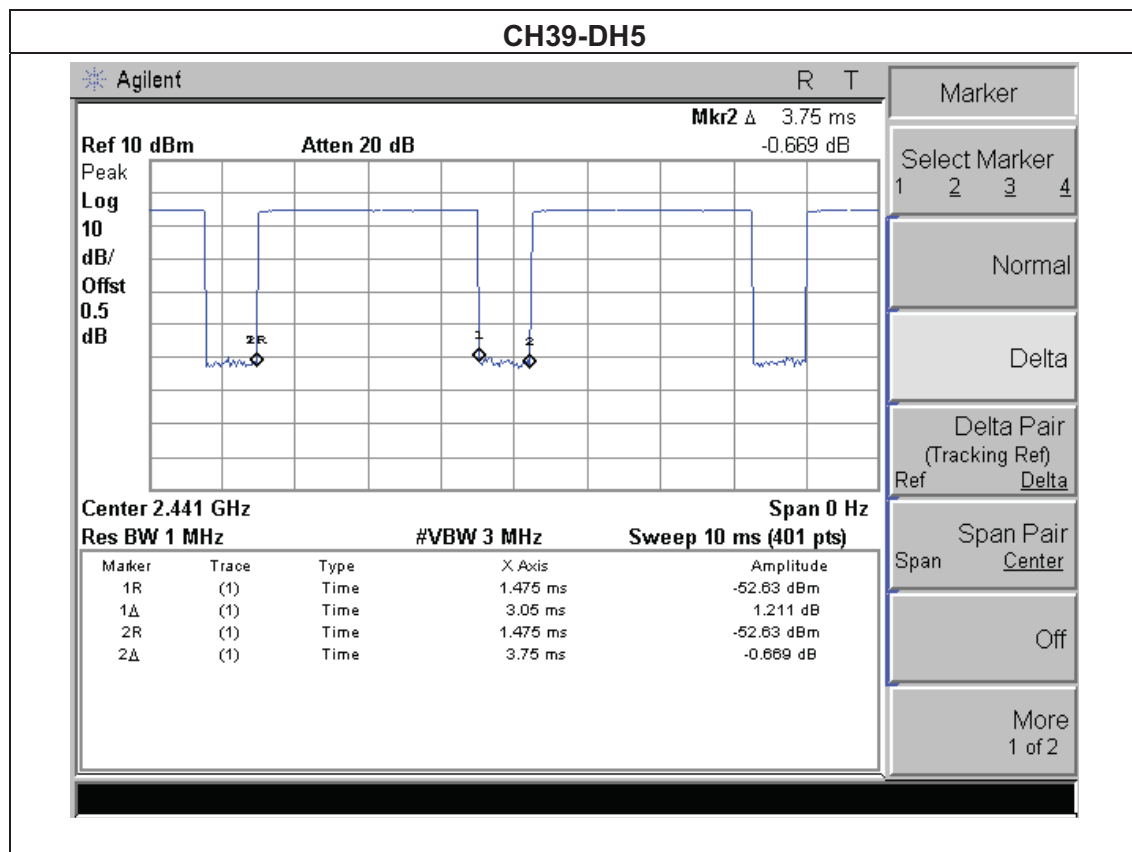 CH39-DH5
Agilent R T
Mkr2 Δ 3.75 ms
Ref 10 dBm Atten 20 dB -0.669 dB
Peak
Log
10
dB/
Offst
0.5
dB
2R
1
2
Center 2.441 GHz Span 0 Hz
Res BW 1 MHz #VBW 3 MHz Sweep 10 ms (401 pts)
Marker Trace Type X Axis Amplitude
1R (1) Time 1.475 ms -52.63 dBm
1Δ (1) Time 3.05 ms 1.211 dB
2R (1) Time 1.475 ms -52.63 dBm
2Δ (1) Time 3.75 ms -0.669 dB
Marker
Select Marker
1 2 3 4
Normal
Delta
Delta Pair
(Tracking Ref)
Ref Delta
Span Pair
Span Center
Off
More
1 of 2